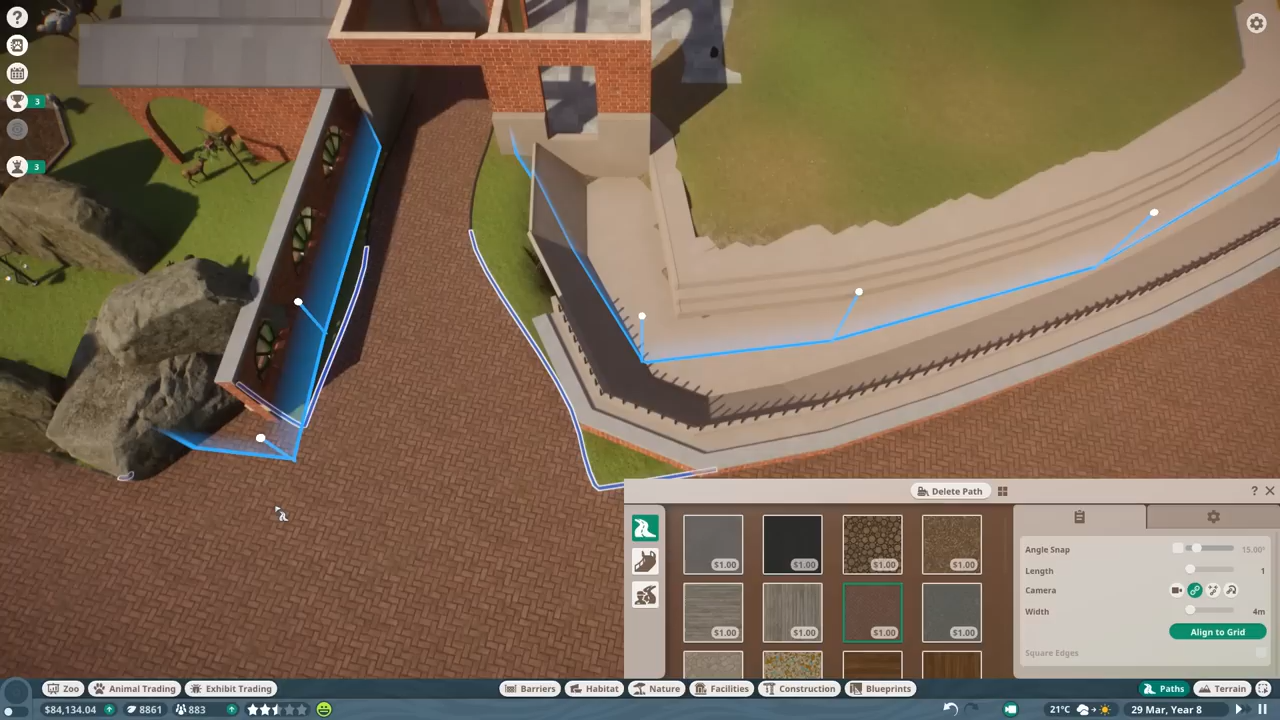 ?
3
3
Delete Path
? ×
$1.00 $1.00 $1.00 $1.00
$1.00 $1.00 $1.00 $1.00
Angle Snap 15.00°
Length 1
Camera
Width 4m
Align to Grid
Square Edges
Zoo Animal Trading Exhibit Trading Barriers Habitat Nature Facilities Construction Blueprints Paths Terrain
$84,134.04 8861 883 21°C 29 Mar, Year 8